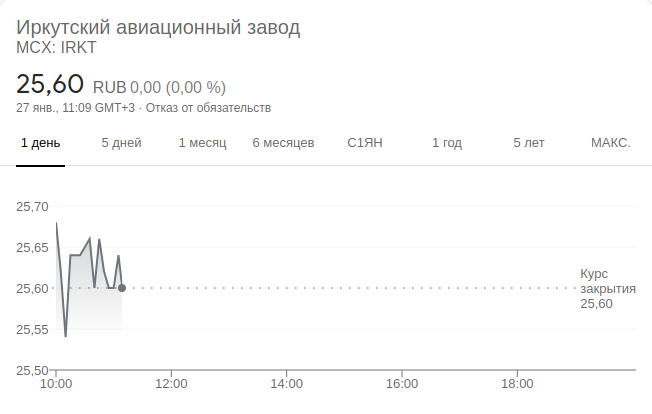 Иркутский авиационный завод
MCX: IRKT
25,60 RUB 0,00 (0,00 %)
27 янв., 11:09 GMT+3 · Отказ от обязательств
1 день 5 дней 1 месяц 6 месяцев С1ЯН 1 год 5 лет МАКС.
25,70
25,65
25,60
25,55
25,50
Курс
закрытия
25,60
10:00 12:00 14:00 16:00 18:00